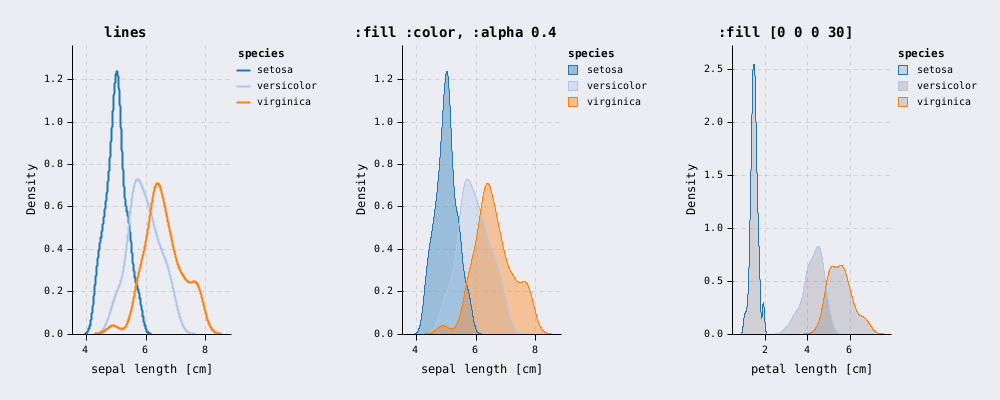 lines
species
setosa
versicolor
virginica
1.2
1.0
0.8
0.6
0.4
0.2
0.0
Density
4 6 8
sepal length [cm]
:fill :color, :alpha 0.4
species
setosa
versicolor
virginica
1.2
1.0
0.8
0.6
0.4
0.2
0.0
Density
4 6 8
sepal length [cm]
:fill [0 0 0 30]
species
setosa
versicolor
virginica
2.5
2.0
1.5
1.0
0.5
0.0
Density
2 4 6
petal length [cm]